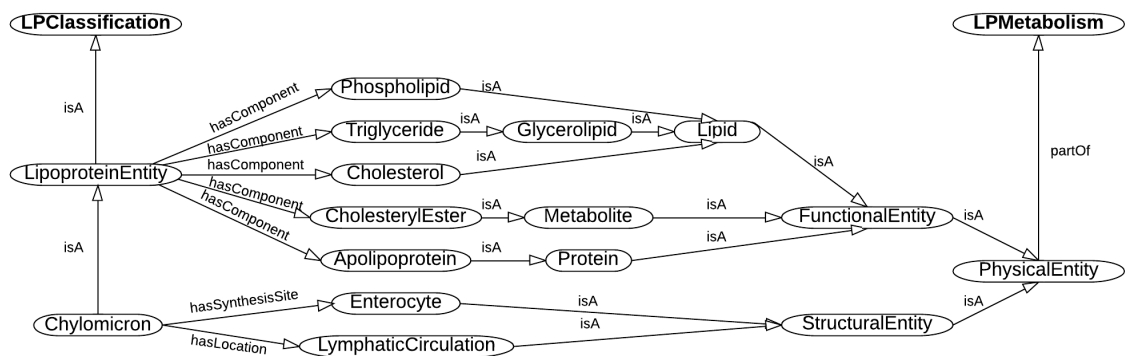 LPClassification
LPMetabolism
isA
hasComponent
Phospholipid
isA
hasComponent
Triglyceride
isA
Glycerolipid
isA
Lipid
partOf
LipoproteinEntity
hasComponent
Cholesterol
isA
isA
hasComponent
CholesterylEster
isA
Metabolite
isA
FunctionalEntity
isA
hasComponent
Apolipoprotein
isA
Protein
isA
PhysicalEntity
isA
hasSynthesisSite
Enterocyte
isA
isA
Chylomicron
isA
StructuralEntity
hasLocation
LymphaticCirculation